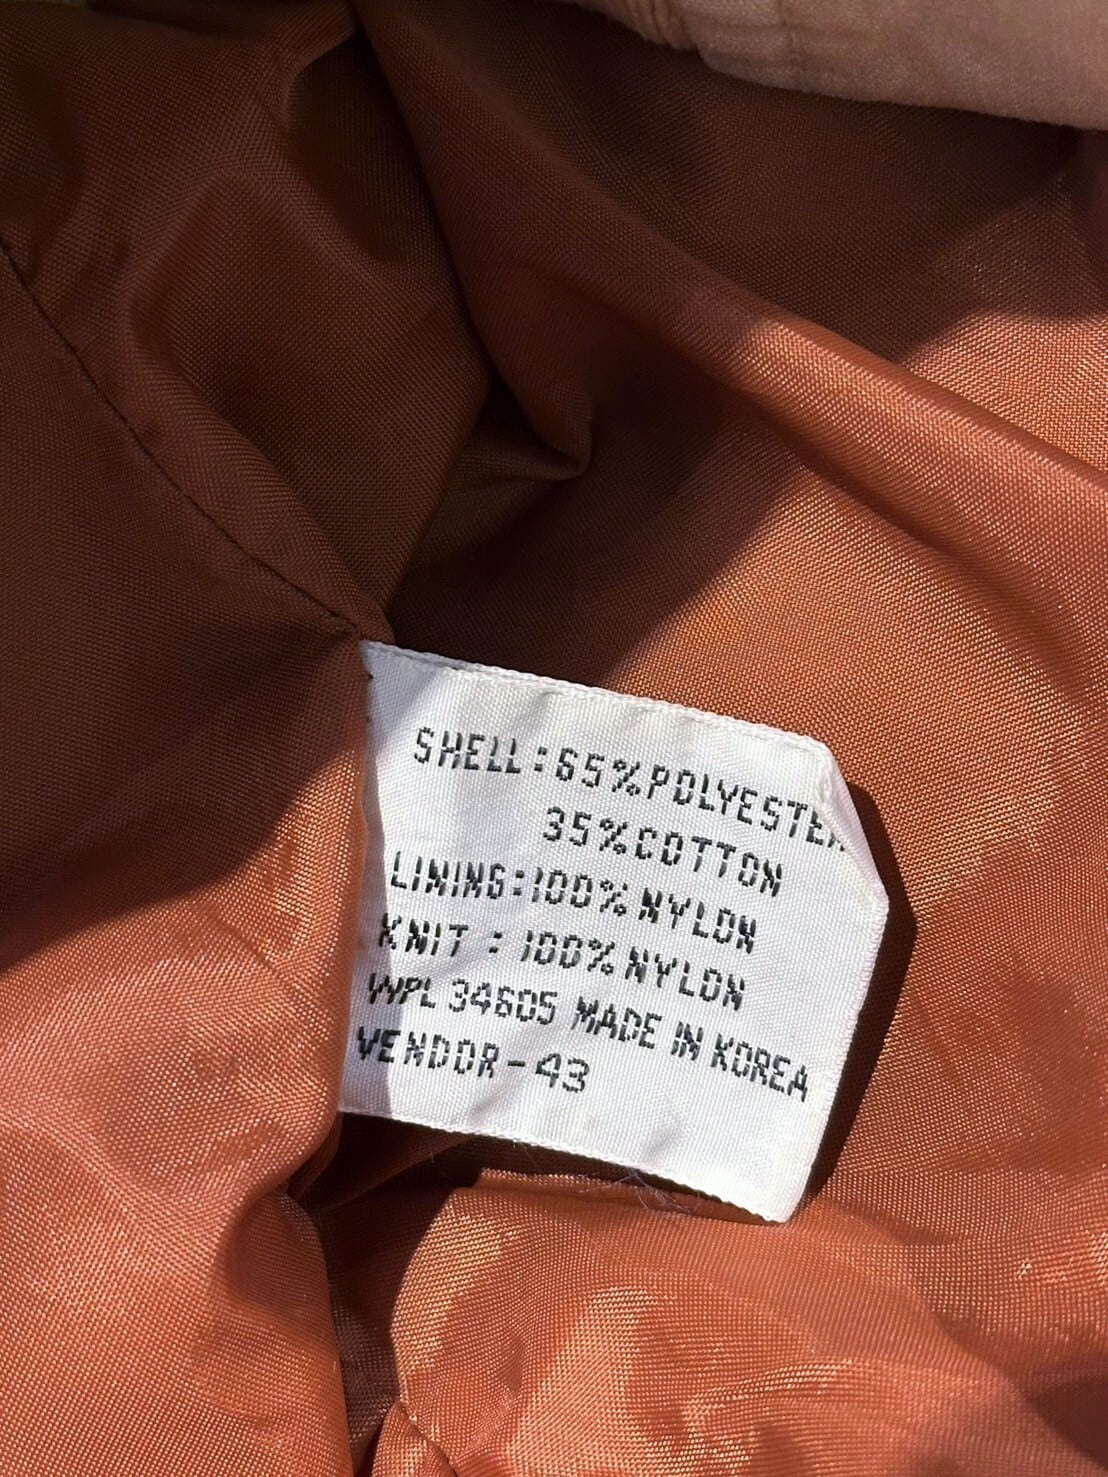 SHELL:65%POLYESTER
35%COTTON
LINING:100% NYLON
KNIT : 100% NYLON
WPL 34605 MADE IN KOREA
VENDOR-43